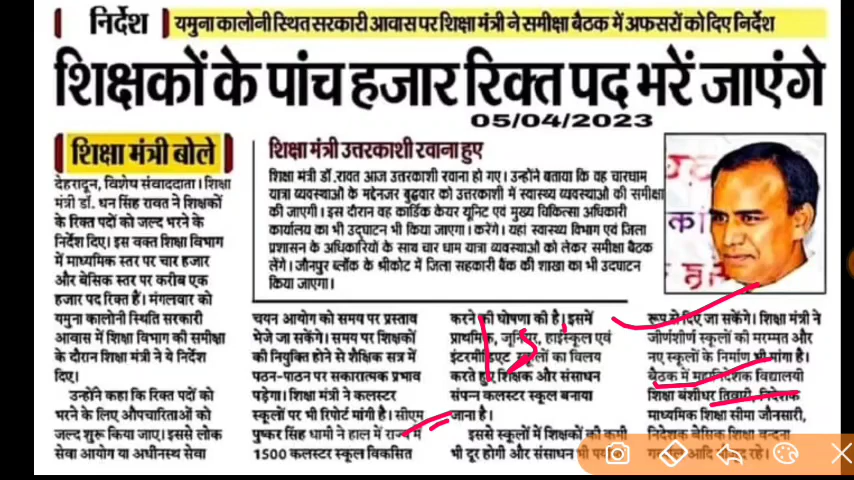 निर्देश
यमुना कालोनी स्थित सरकारी आवास पर शिक्षा मंत्री ने समीक्षा बैठक में अफसरों को दिए निर्देश
शिक्षकों के पांच हजार रिक्त पद भरें जाएंगे
05/04/2023
शिक्षा मंत्री बोले
देहरादून, विशेष संवाददाता। शिक्षा
मंत्री डॉ. धन सिंह रावत ने शिक्षकों
के रिक्त पदों को जल्द भरने के
निर्देश दिए। इस वक्त शिक्षा विभाग
में माध्यमिक स्तर पर चार हजार
और बेसिक स्तर पर करीब एक
हजार पद रिक्त हैं। मंगलवार को
यमुना कालोनी स्थिति सरकारी
आवास में शिक्षा विभाग की समीक्षा
के दौरान शिक्षा मंत्री ने ये निर्देश
दिए।
उन्होंने कहा कि रिक्त पदों को
भरने के लिए औपचारिताओं को
जल्द शुरू किया जाए। इससे लोक
सेवा आयोग या अधीनस्थ सेवा
शिक्षा मंत्री उत्तरकाशी रवाना हुए
शिक्षा मंत्री डॉ.रावत आज उत्तरकाशी रवाना हो गए। उन्होंने बताया कि वह चारधाम
यात्रा व्यवस्थाओं के मद्देनजर बुद्धवार को उत्तरकाशी में स्वास्थ्य व्यवस्थाओं की समीक्षा
की जाएगी। इस दौरान वह कार्डिक केयर यूनिट एवं मुख्य चिकित्सा अधिकारी
कार्यालय का भी उद्घाटन भी किया जाएगा। करेंगे। यहां स्वास्थ्य विभाग एवं जिला
प्रशासन के अधिकारियों के साथ चार धाम यात्रा व्यवस्थाओं को लेकर समीक्षा बैठक
लेंगे। जौनपुर ब्लॉक के श्रीकोट में जिला सहकारी बैंक की शाखा का भी उदघाटन
किया जाएगा।
चयन आयोग को समय पर प्रस्ताव
भेजे जा सकेंगे। समय पर शिक्षकों
की नियुक्ति होने से शैक्षिक सत्र में
पठन-पाठन पर सकारात्मक प्रभाव
पड़ेगा। शिक्षा मंत्री ने कलस्टर
स्कूलों पर भी रिपोर्ट मांगी है। सीएम
पुष्कर सिंह धामी ने हाल में राज्य में
1500 कलस्टर स्कूल विकसित
करने की घोषणा की है। इसमें
प्राथमिक, जूनियर, हाईस्कूल एवं
इंटरमीडिएट स्कूलों का विलय
करते हुए शिक्षक और संसाधन
संपन्न कलस्टर स्कूल बनाया
जाना है।
इससे स्कूलों में शिक्षकों की कमी
भी दूर होगी और संसाधन भी
रूप से दिए जा सकेंगे। शिक्षा मंत्री ने
जीर्णशीर्ण स्कूलों की मरम्मत और
नए स्कूलों के निर्माण भी मांगा है।
बैठक में महानिदेशक विद्यालयी
शिक्षा बंशीधर तिवारी, निदेशक
माध्यमिक शिक्षा सीमा जौनसारी,
निदेशक बेसिक शिक्षा वन्दना
आदि रहे।